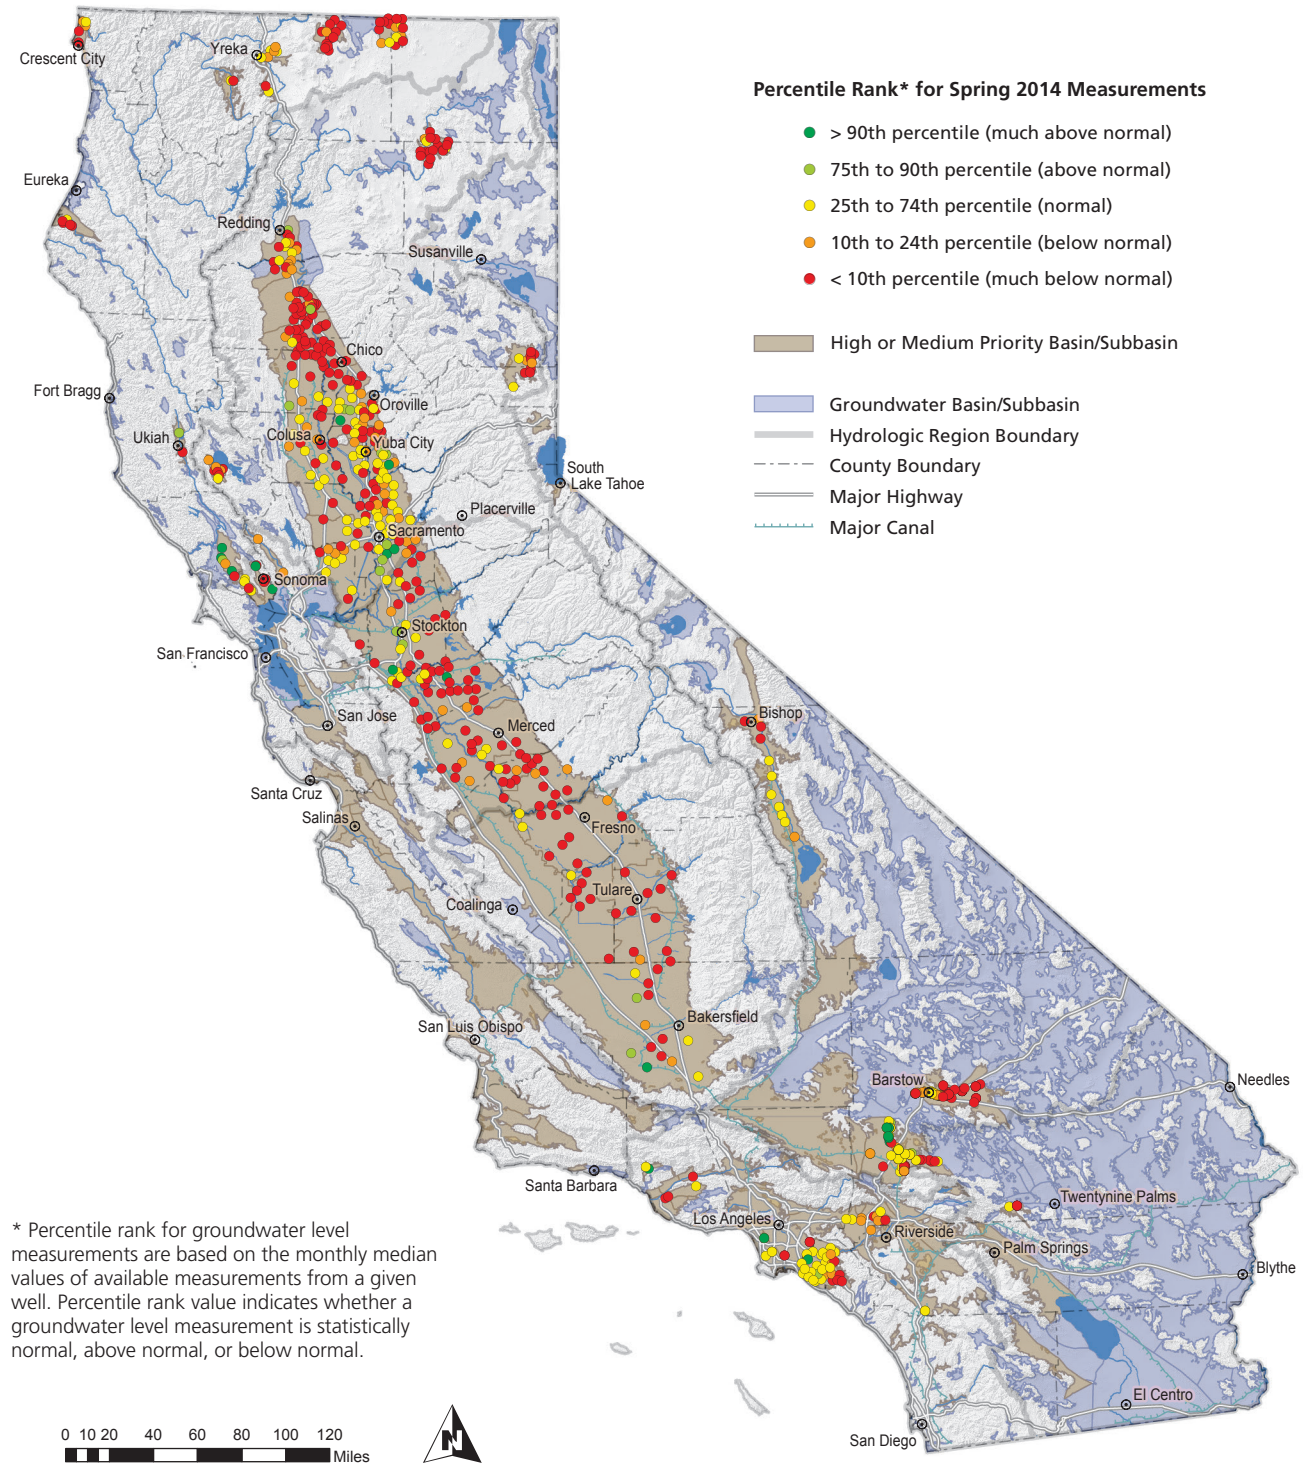 Percentile Rank* for Spring 2014 Measurements
> 90th percentile (much above normal)
75th to 90th percentile (above normal)
25th to 74th percentile (normal)
10th to 24th percentile (below normal)
< 10th percentile (much below normal)
High or Medium Priority Basin/Subbasin
Groundwater Basin/Subbasin
Hydrologic Region Boundary
County Boundary
Major Highway
Major Canal
Crescent City
Yreka
Eureka
Redding
Susanville
Chico
Fort Bragg
Oroville
Ukiah
Colusa
Yuba City
South
Lake Tahoe
Placerville
Sacramento
Sonoma
Stockton
San Francisco
San Jose
Merced
Bishop
Santa Cruz
Salinas
Fresno
Tulare
Coalinga
San Luis Obispo
Bakersfield
Barstow
Needles
Santa Barbara
Twentynine Palms
Los Angeles
Riverside
Palm Springs
Blythe
El Centro
San Diego
* Percentile rank for groundwater level
measurements are based on the monthly median
values of available measurements from a given
well. Percentile rank value indicates whether a
groundwater level measurement is statistically
normal, above normal, or below normal.
0 10 20 40 60 80 100 120
Miles
N